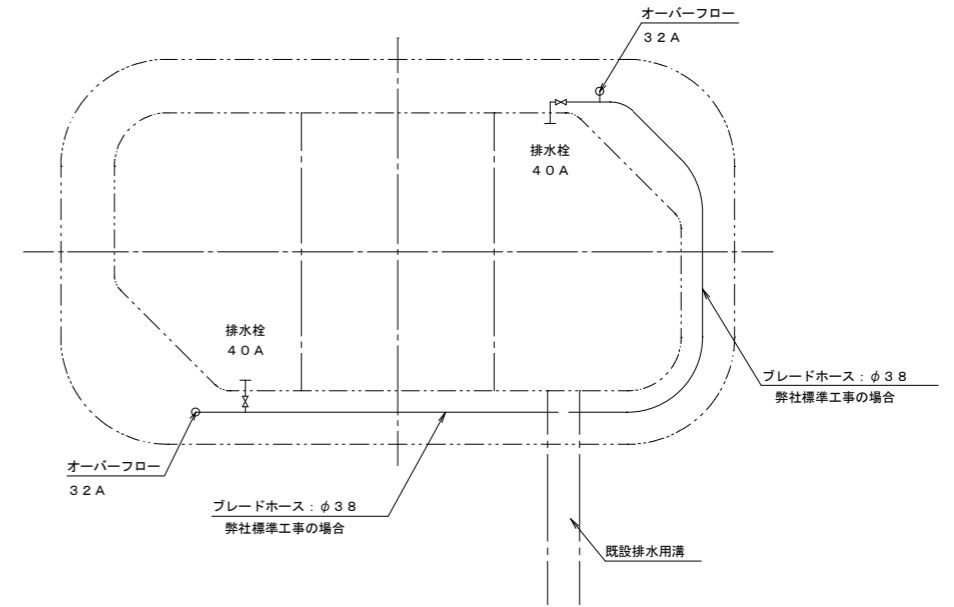 オーバーフロー
３２Ａ
排水栓
４０Ａ
排水栓
４０Ａ
ブレードホース：φ３８
弊社標準工事の場合
オーバーフロー
３２Ａ
ブレードホース：φ３８
弊社標準工事の場合
既設排水用溝